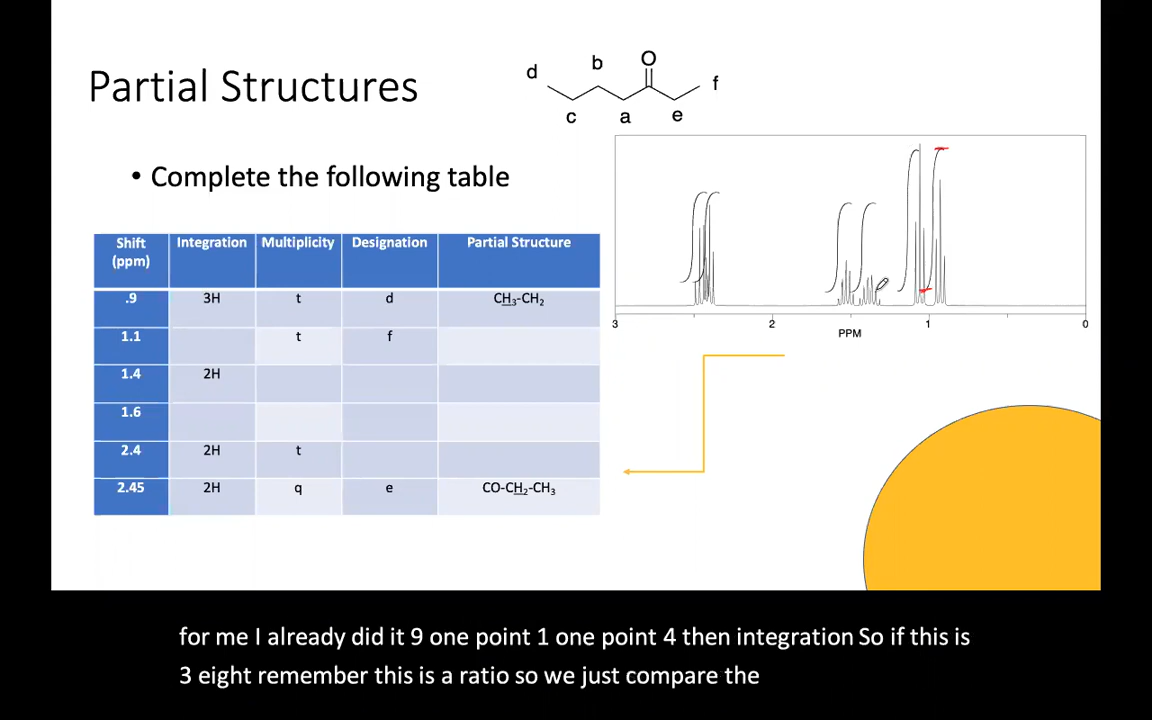 O
b
d
f
Partial Structures
c
a
e
• Complete the following table
Shift (ppm) Integration Multiplicity Designation Partial Structure
.9 3H t d CH₃-CH₂
1.1 t f
1.4 2H
1.6
2.4 2H t
2.45 2H q e CO-CH₂-CH₃
3 2 1 0
PPM
for me I already did it 9 one point 1 one point 4 then integration So if this is
3 eight remember this is a ratio so we just compare the